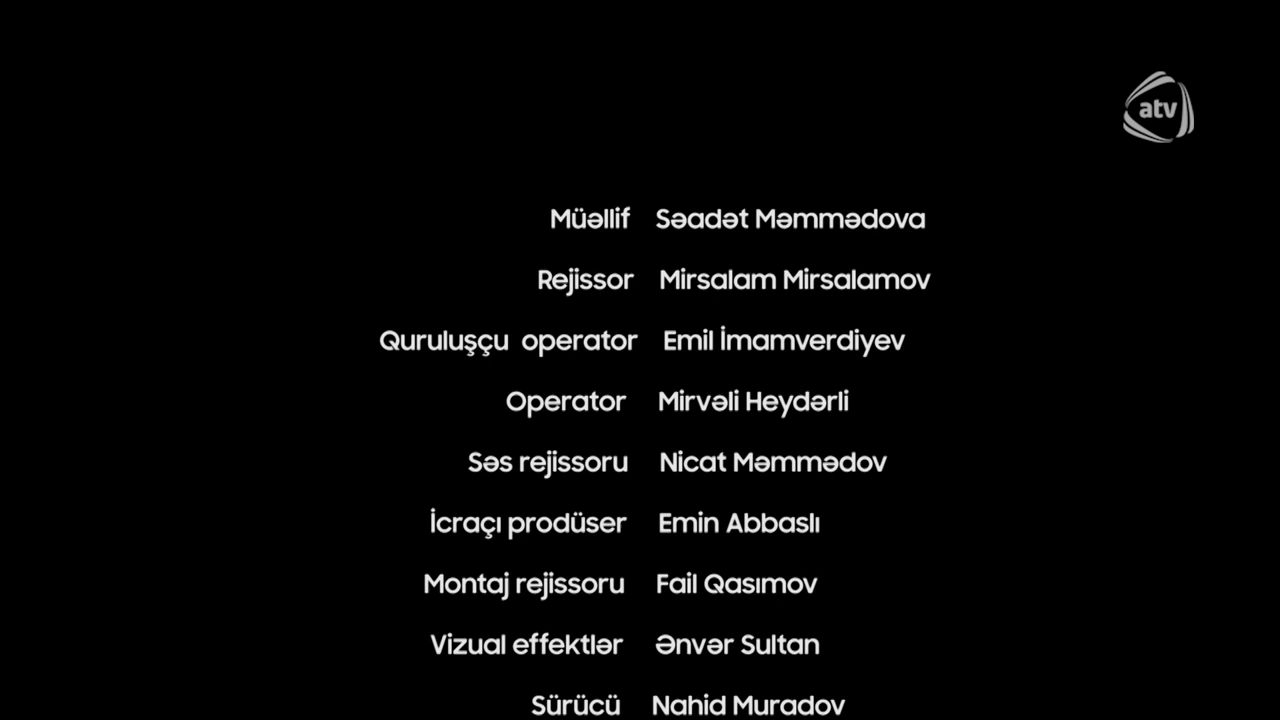 atv
Müəllif Səadət Məmmədova
Rejissor Mirsalam Mirsalamov
Quruluşçu operator Emil İmamverdiyev
Operator Mirvəli Heydərli
Səs rejissoru Nicat Məmmədov
İcraçı prodüser Emin Abbaslı
Montaj rejissoru Fail Qasımov
Vizual effektlər Ənvər Sultan
Sürücü Nahid Muradov